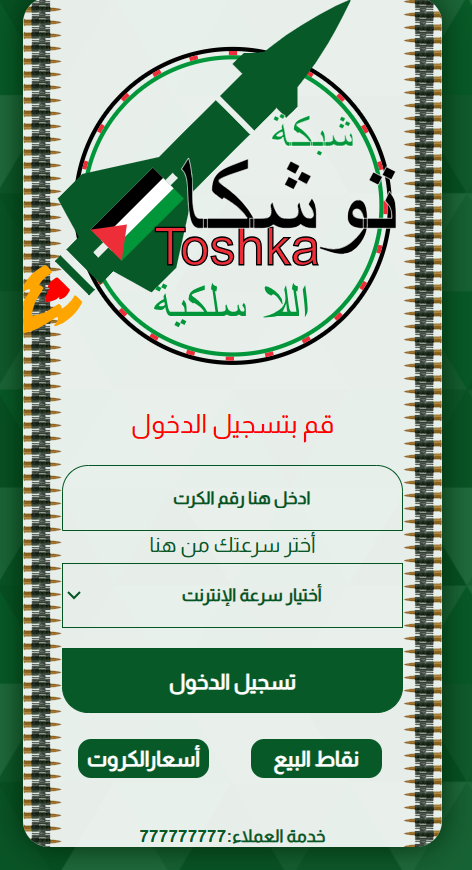 شبكة
توشكا
Toshka
اللا سلكية
قم بتسجيل الدخول
ادخل هنا رقم الكرت
أختر سرعتك من هنا
أختيار سرعة الإنترنت
تسجيل الدخول
نقاط البيع
أسعارالكروت
خدمة العملاء:777777777